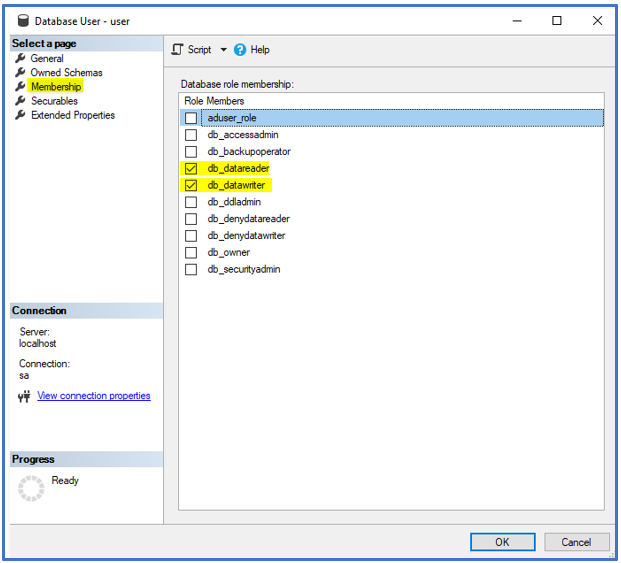 Database User - user
Select a page
General
Owned Schemas
Membership
Securables
Extended Properties
Script
Help
Database role membership:
Role Members
aduser_role
db_accessadmin
db_backupoperator
db_datareader
db_datawriter
db_ddladmin
db_denydatareader
db_denydatawriter
db_owner
db_securityadmin
Connection
Server:
localhost
Connection:
sa
View connection properties
Progress
Ready
OK
Cancel